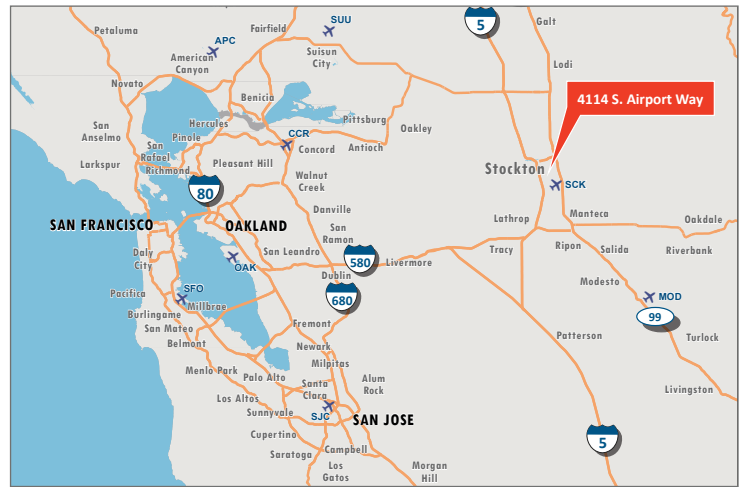 Petaluma
Fairfield
SUU
5
Galt
APC
American
Canyon
Suisun
City
Lodi
Novato
Benicia
4114 S. Airport Way
Hercules
Pittsburg
San
Anselmo
Pinole
CCR
Oakley
San
Rafael
Concord
Antioch
Larkspur
Richmond
Pleasant Hill
Stockton
Walnut
Creek
SCK
80
Danville
Lathrop
Manteca
Oakdale
SAN FRANCISCO
OAKLAND
San
Ramon
San Leandro
Tracy
Ripon
Salida
Riverbank
Daly
City
OAK
580
Livermore
Dublin
Modesto
SFO
Pacifica
Millbrae
680
MOD
Burlingame
99
San Mateo
Fremont
Patterson
Turlock
Belmont
Newark
Milpitas
Menlo Park
Palo Alto
Santa
Clara
Alum
Rock
Livingston
Los Altos
Sunnyvale
SJC
SAN JOSE
Cupertino
5
Saratoga
Campbell
Los
Gatos
Morgan
Hill